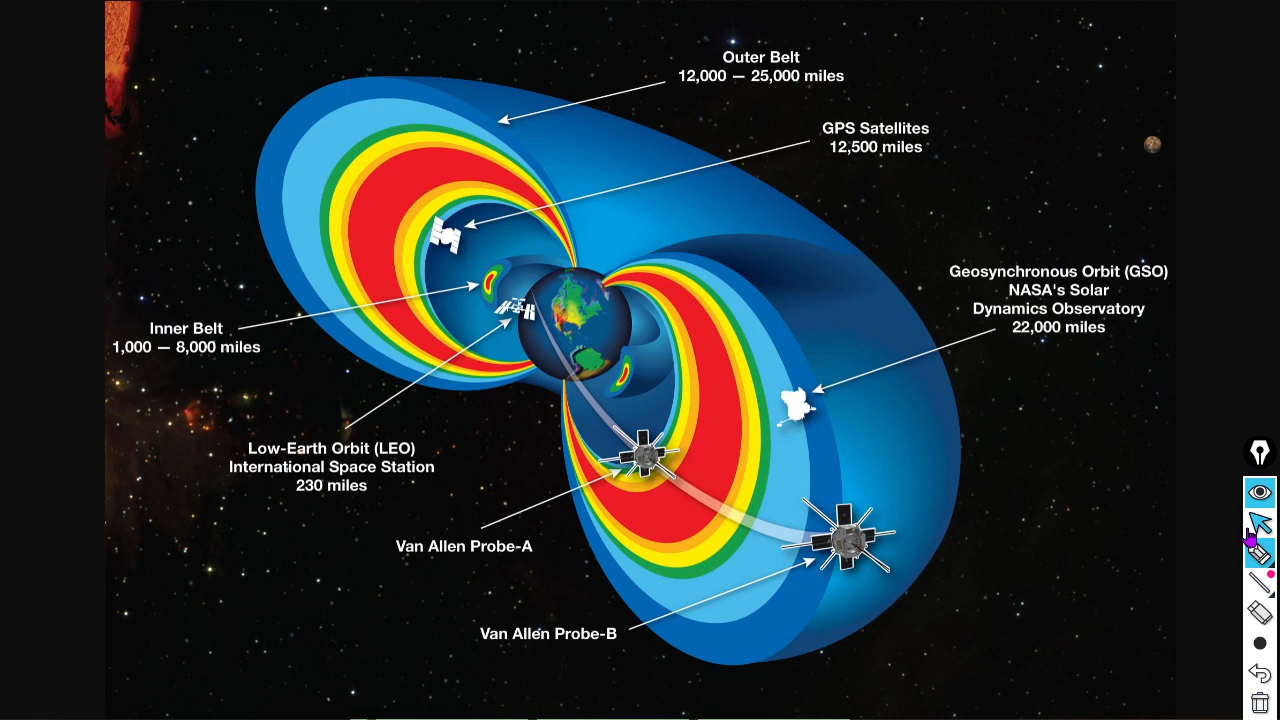 Outer Belt
12,000 — 25,000 miles
GPS Satellites
12,500 miles
Geosynchronous Orbit (GSO)
NASA's Solar
Dynamics Observatory
22,000 miles
Inner Belt
1,000 — 8,000 miles
Low-Earth Orbit (LEO)
International Space Station
230 miles
Van Allen Probe-A
Van Allen Probe-B